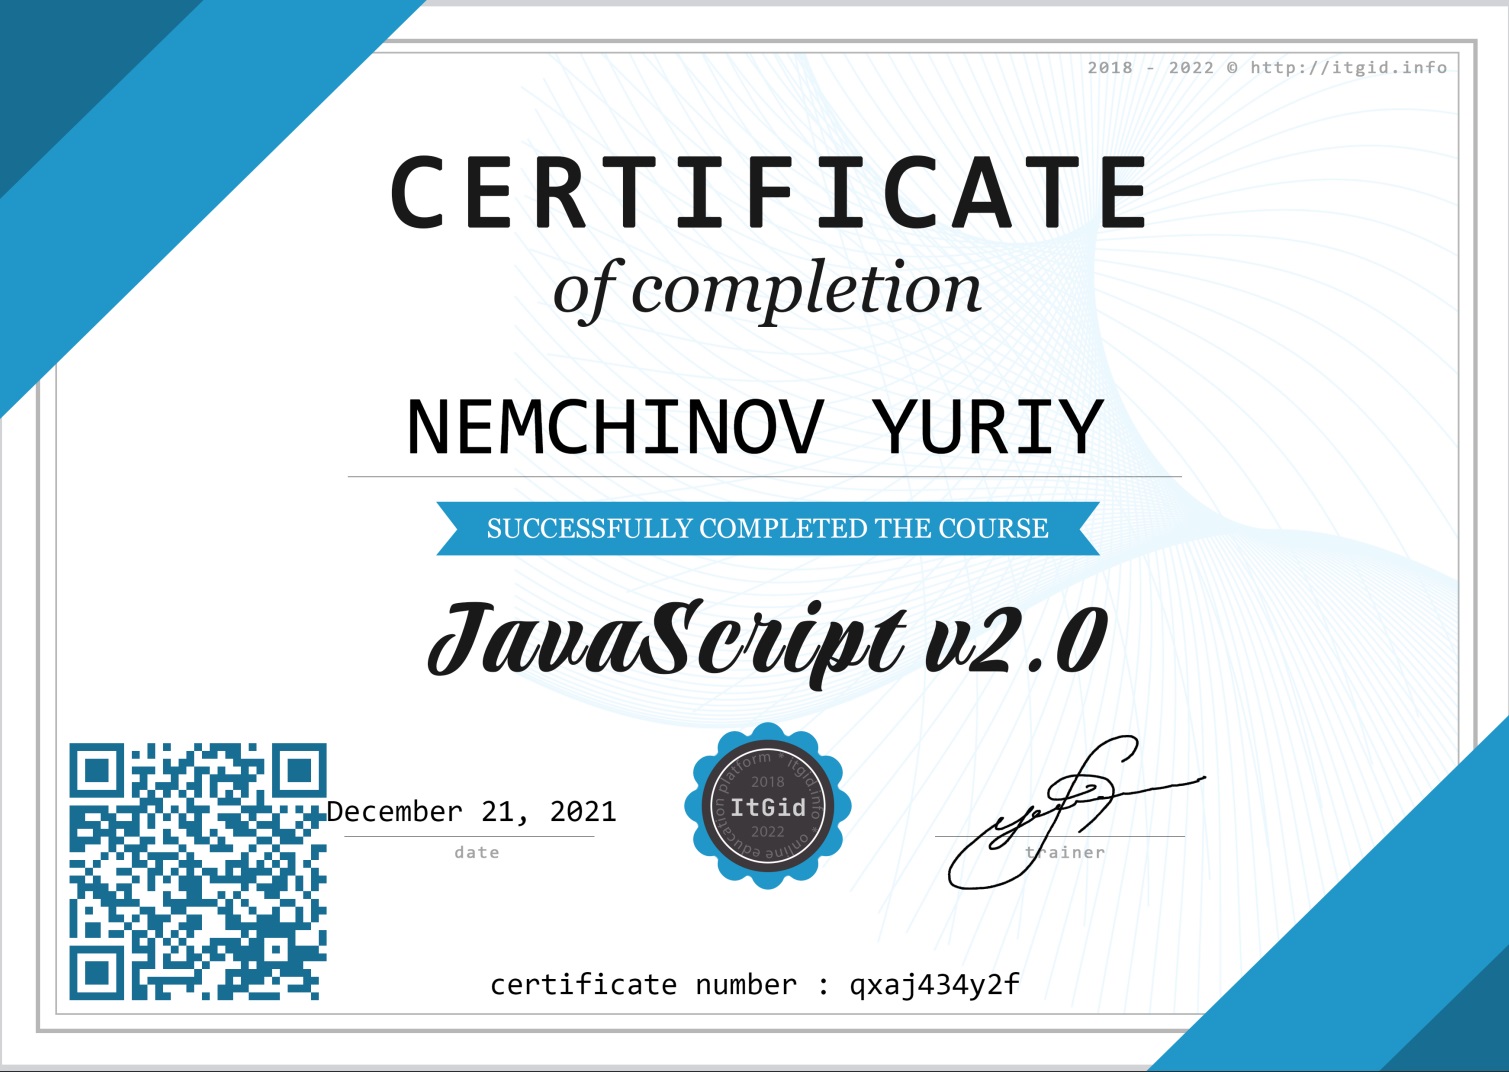 2018 - 2022 © http://itgid.info
CERTIFICATE
of completion
NEMCHINOV YURIY
SUCCESSFULLY COMPLETED THE COURSE
JavaScript v2.0
December 21, 2021
date
online education platform * itgid.info *
2018
ItGid
2022
trainer
certificate number : qxaj434y2f